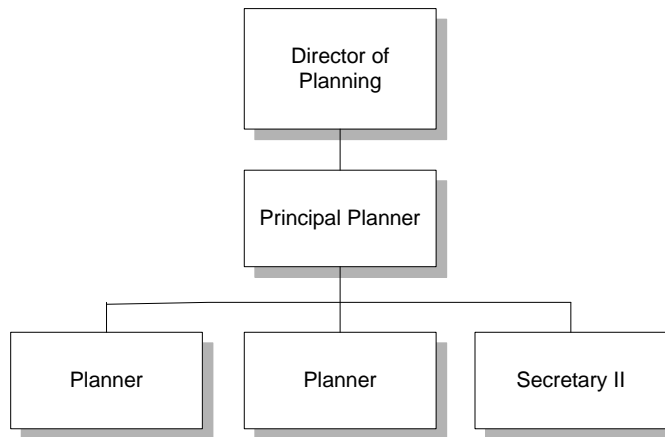 Director of
Planning
Principal Planner
Planner
Planner
Secretary II